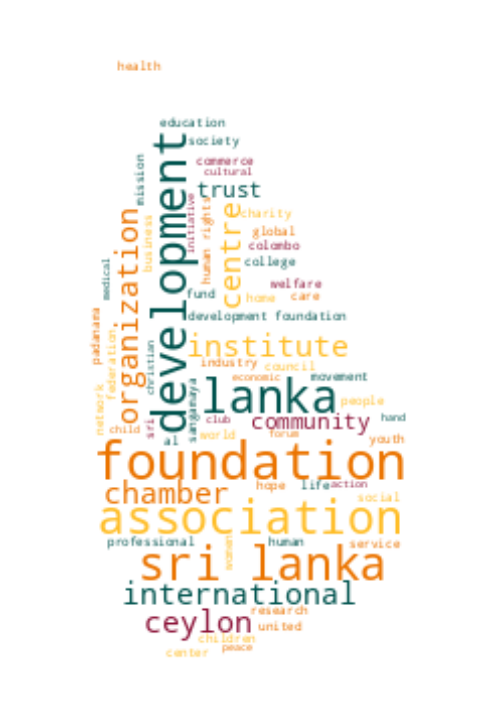 health
education
society
mission
commerce
cultural
development
trust
initiative
human rights
organization
business
centre
charity
global
colombo
college
medical
welfare
fund
home
care
padanama
development foundation
federation
christian
institute
industry
council
network
economic
movement
sangamaya
lanka
people
child
sri
al
club
community
hand
world
forum
youth
foundation
chamber
hope
life
action
association
social
professional
women
human
service
sri lanka
international
research
ceylon
united
children
peace
center